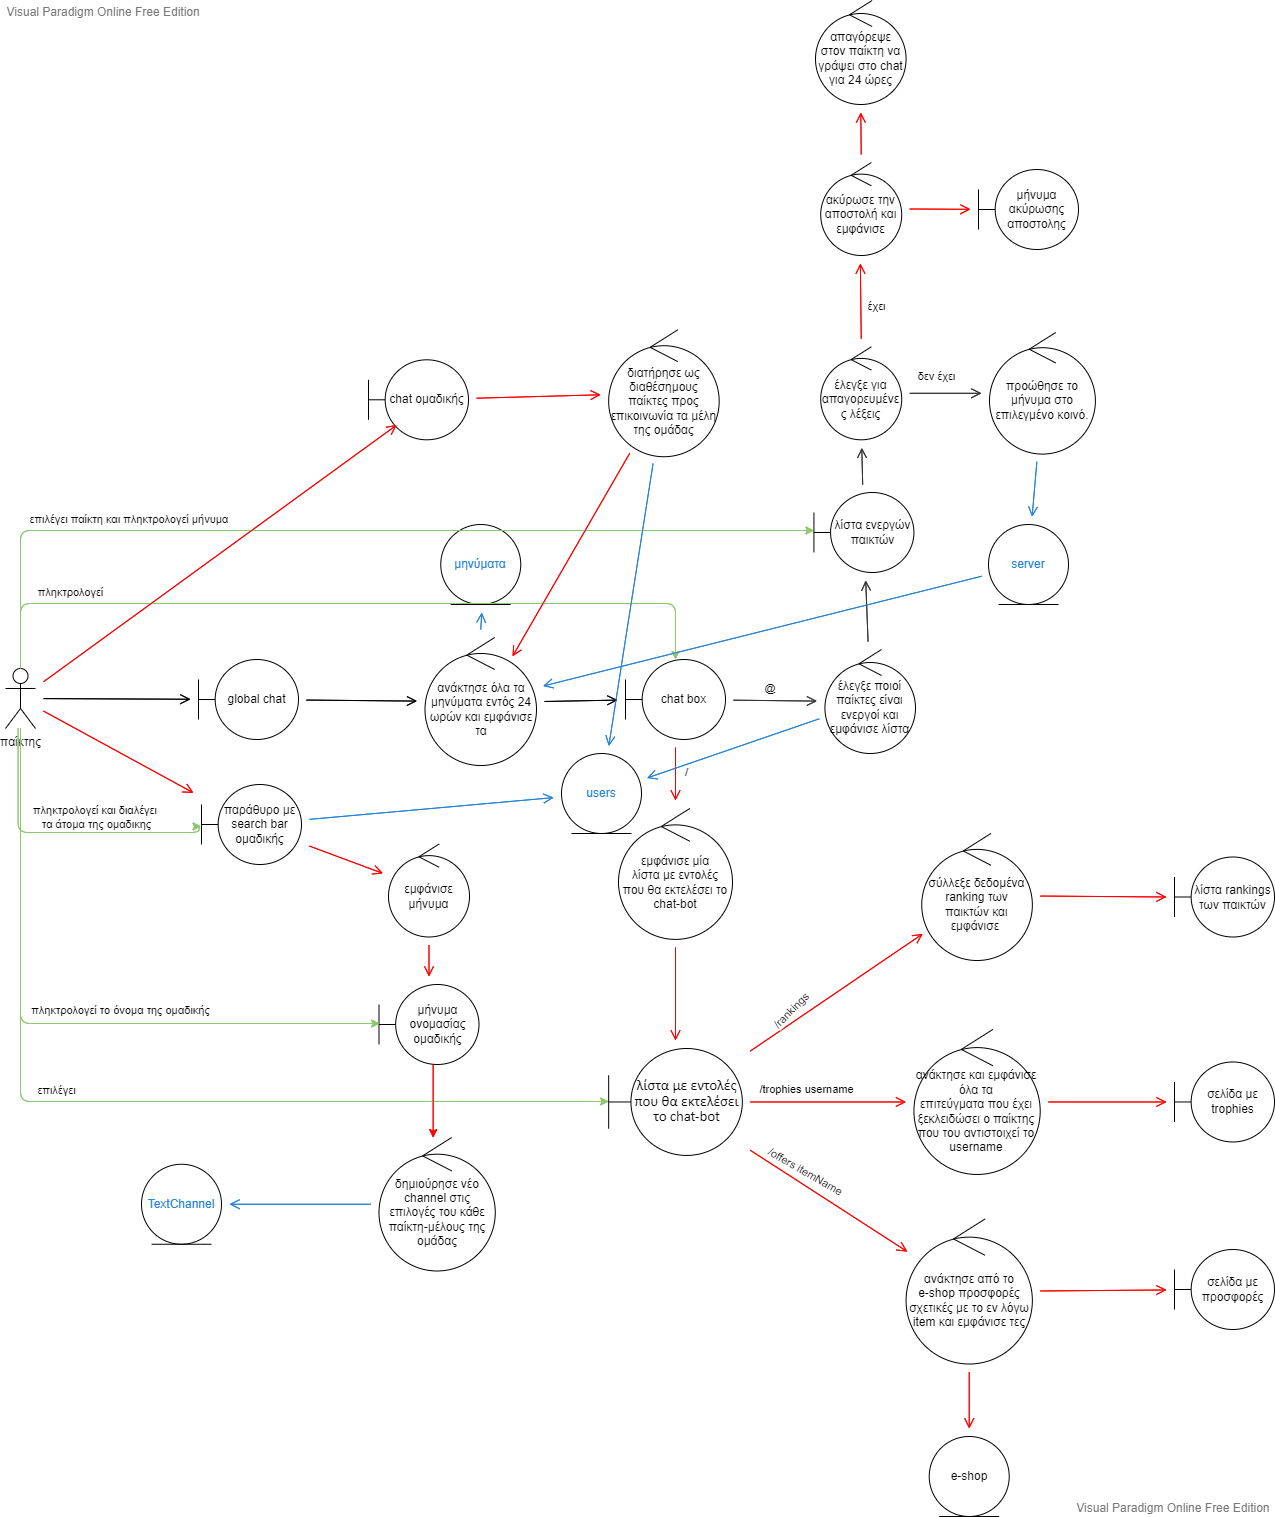 Visual Paradigm Online Free Edition
απαγόρεψε
στον παίκτη να
γράψει στο chat
για 24 ώρες
ακύρωσε την
αποστολή και
εμφάνισε
μήνυμα
ακύρωσης
αποστολης
έχει
chat ομαδικής
διατήρησε ως
διαθέσημους
παίκτες προς
επικοινωνία τα μέλη
της ομάδας
έλεγξε για
απαγορευμένε
ς λέξεις
δεν έχει
προώθησε το
μήνυμα στο
επιλεγμένο κοινό.
επιλέγει παίκτη και πληκτρολογεί μήνυμα
λίστα ενεργών
παικτών
μηνύματα
server
πληκτρολογεί
παίκτης
global chat
ανάκτησε όλα τα
μηνύματα εντός 24
ωρών και εμφάνισε
τα
chat box
@
έλεγξε ποιοί
παίκτες είναι
ενεργοί και
εμφάνισε λίστα
/
users
πληκτρολογεί και διαλέγει
τα άτομα της ομαδικης
παράθυρο με
search bar
ομαδικής
εμφάνισε
μήνυμα
εμφάνισε μία
λίστα με εντολές
που θα εκτελέσει το
chat-bot
σύλλεξε δεδομένα
ranking των
παικτών και
εμφάνισε
λίστα rankings
των παικτών
πληκτρολογεί το όνομα της ομαδικής
μήνυμα
ονομασίας
ομαδικής
/rankings
επιλέγει
λίστα με εντολές
που θα εκτελέσει
το chat-bot
/trophies username
ανάκτησε και εμφάνισε
όλα τα
επιτεύγματα που έχει
ξεκλειδώσει ο παίκτης
που του αντιστοιχεί το
username
σελίδα με
trophies
/offers itemName
TextChannel
δημιούρησε νέο
channel στις
επιλογές του κάθε
παίκτη-μέλους της
ομάδας
ανάκτησε από το
e-shop προσφορές
σχετικές με το εν λόγω
item και εμφάνισε τες
σελίδα με
προσφορές
e-shop
Visual Paradigm Online Free Edition